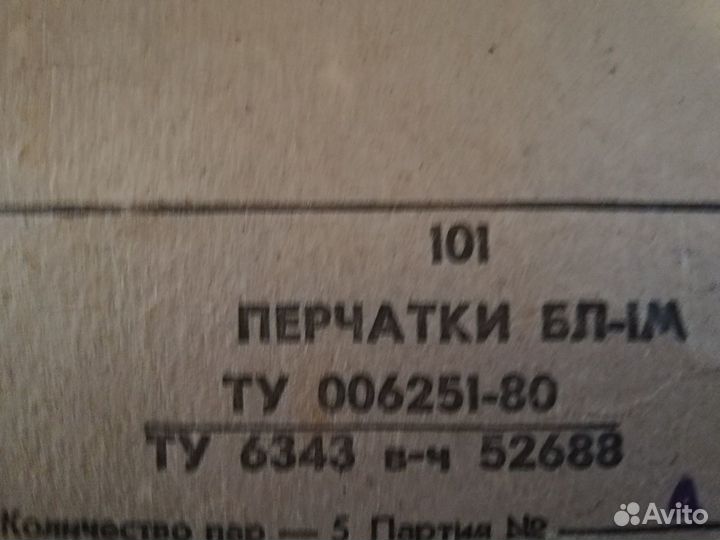 101
ПЕРЧАТКИ БЛ-1М
ТУ 006251-80
ТУ 6343 в-ч 52688
А
Количество пар — 5 Партия №
Avito